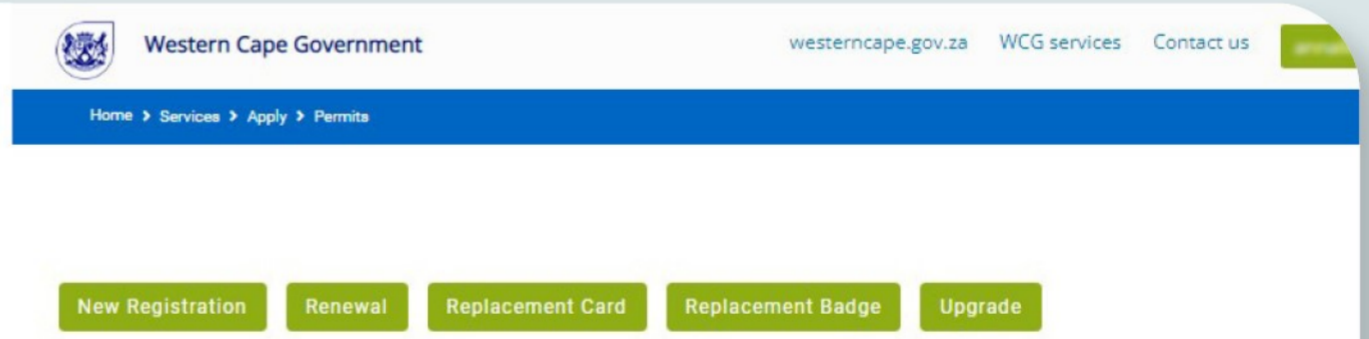 Western Cape Government westerncape.gov.za WCG services Contact us
Home > Services > Apply > Permits
New Registration Renewal Replacement Card Replacement Badge Upgrade